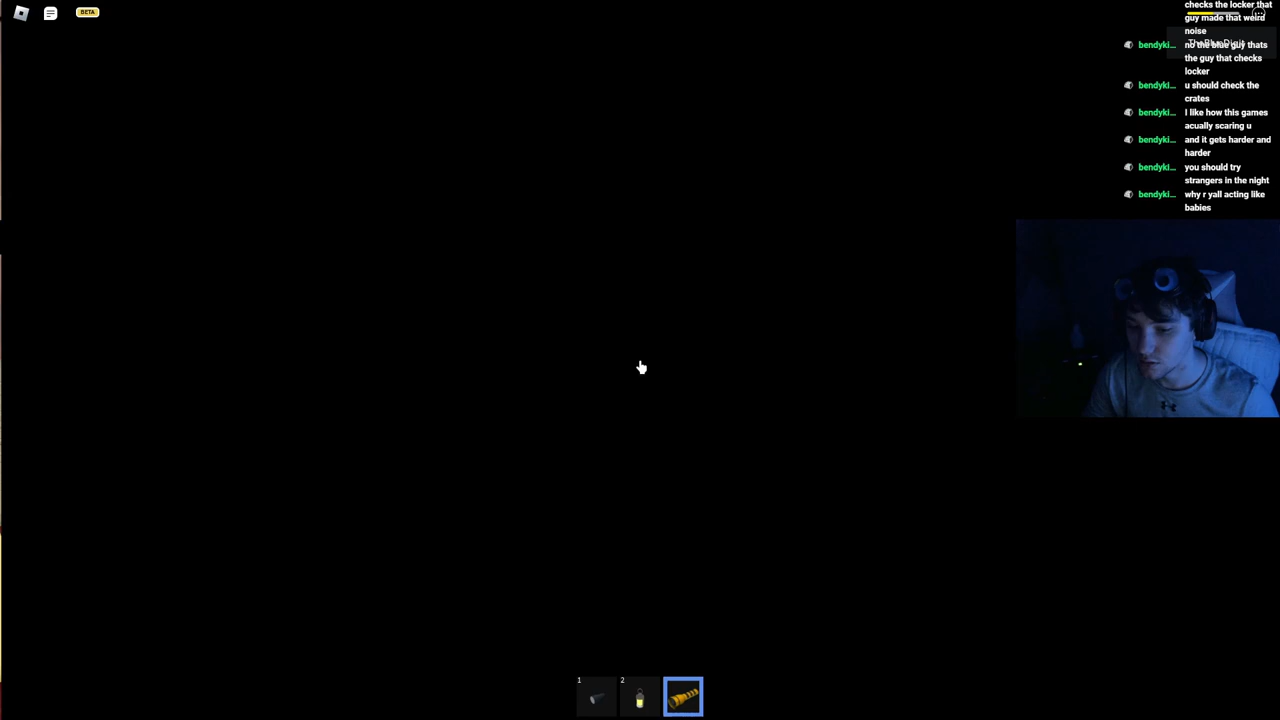 BETA
checks the locker that
guy made that weird
noise
bendyki... no the blue guy thats
the guy that checks
locker
bendyki... u should check the
crates
bendyki... I like how this games
acually scaring u
bendyki... and it gets harder and
harder
bendyki... you should try
strangers in the night
bendyki... why r yall acting like
babies
1
2